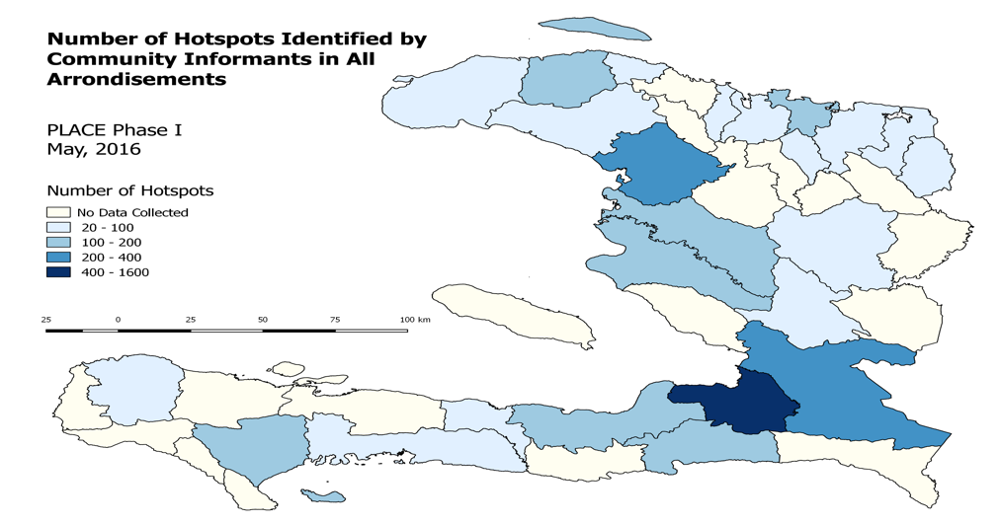 Number of Hotspots Identified by
Community Informants in All
Arrondisements
PLACE Phase I
May, 2016
Number of Hotspots
No Data Collected
20 - 100
100 - 200
200 - 400
400 - 1600
25 0 25 50 75 100 km